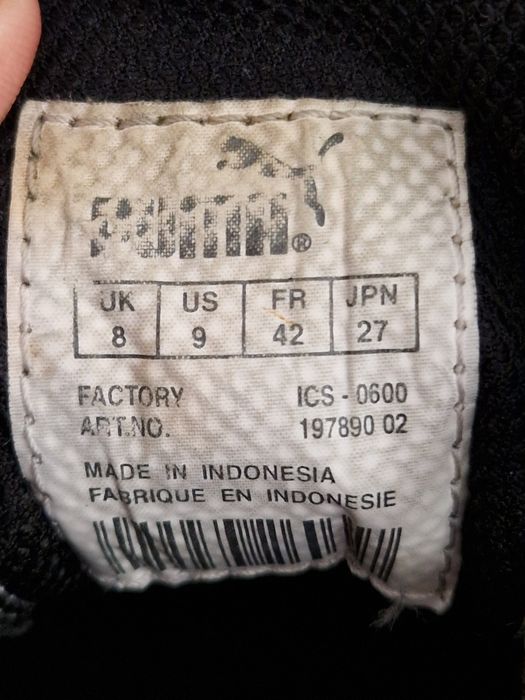 PUMA®
UK US FR JPN
8 9 42 27
FACTORY ICS - 0600
ART.NO. 197890 02
MADE IN INDONESIA
FABRIQUE EN INDONESIE